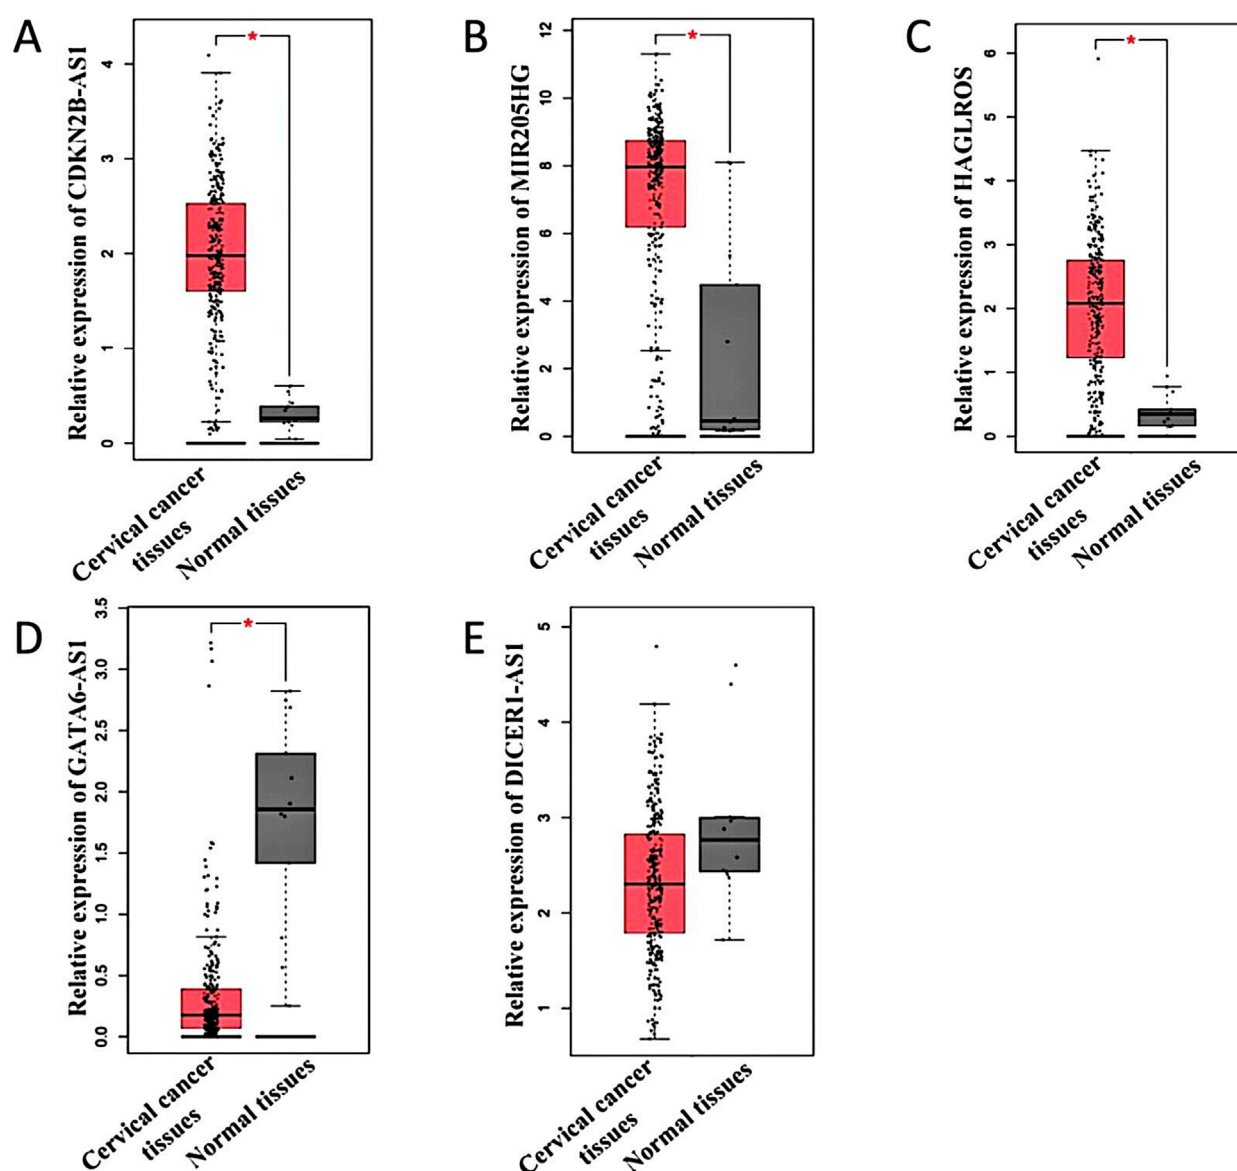 A
Relative expression of CDKN2B-AS1
4
3
2
1
0
*
Cervical cancer
tissues
Normal tissues
B
Relative expression of MIR205HG
12
10
8
6
4
2
0
*
Cervical cancer
tissues
Normal tissues
C
Relative expression of HAGLROS
6
5
4
3
2
1
0
*
Cervical cancer
tissues
Normal tissues
D
Relative expression of GATA6-AS1
3.5
3.0
2.5
2.0
1.5
1.0
0.5
0.0
*
Cervical cancer
tissues
Normal tissues
E
Relative expression of DICER1-AS1
5
4
3
2
1
Cervical cancer
tissues
Normal tissues